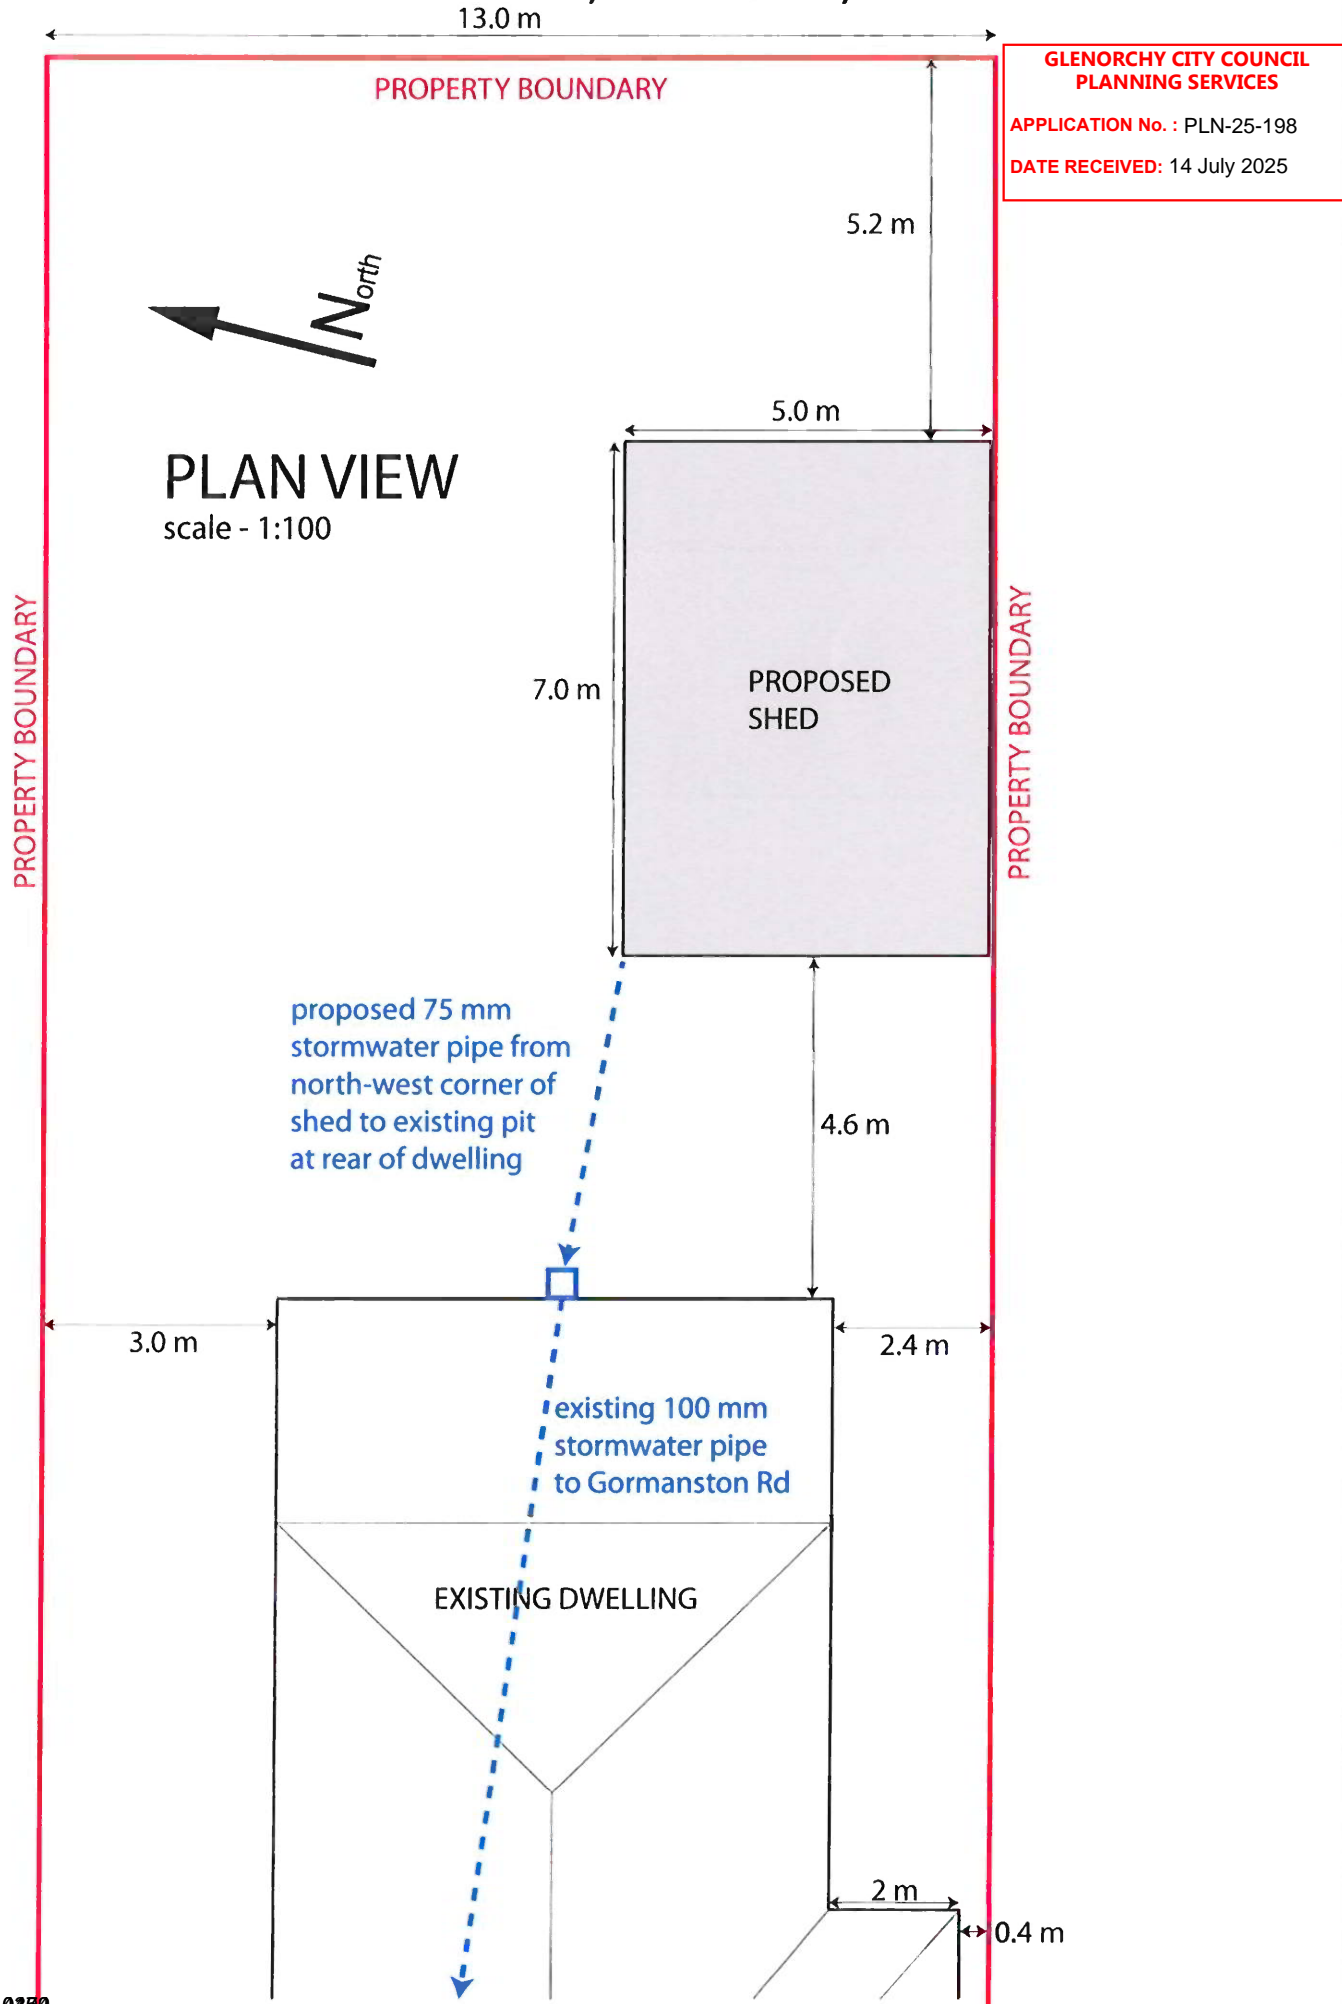 13.0 m
PROPERTY BOUNDARY
GLENORCHY CITY COUNCIL
PLANNING SERVICES
APPLICATION No. : PLN-25-198
DATE RECEIVED: 14 July 2025
5.2 m
North
5.0 m
PLAN VIEW
scale - 1:100
PROPERTY BOUNDARY
PROPERTY BOUNDARY
7.0 m
PROPOSED
SHED
proposed 75 mm
stormwater pipe from
north-west corner of
shed to existing pit
at rear of dwelling
4.6 m
3.0 m
2.4 m
existing 100 mm
stormwater pipe
to Gormanston Rd
EXISTING DWELLING
2 m
0.4 m